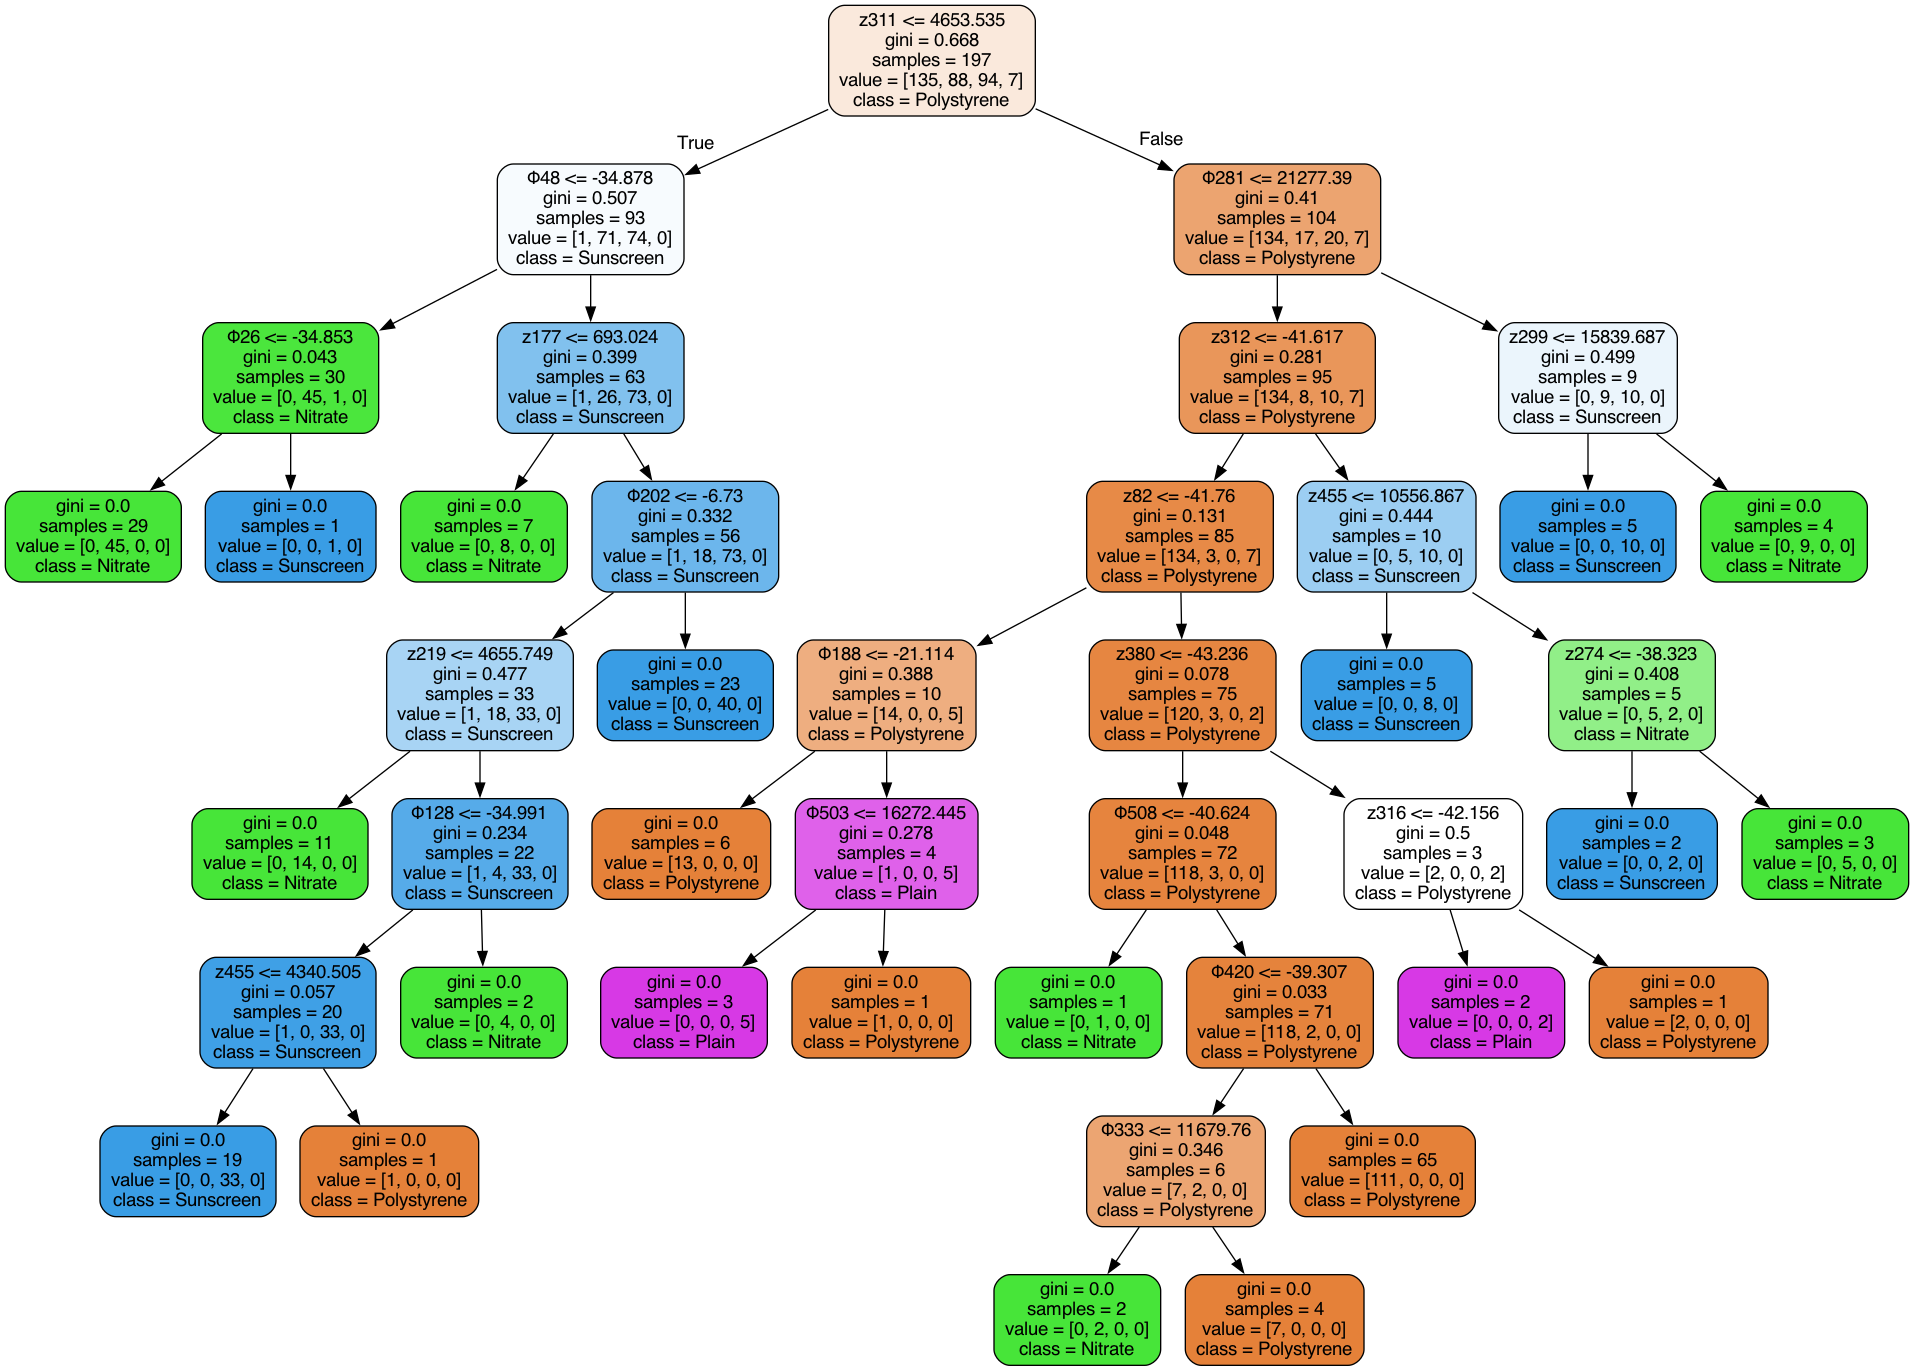 z311 <= 4653.535
gini = 0.668
samples = 197
value = [135, 88, 94, 7]
class = Polystyrene
True
False
Φ48 <= -34.878
gini = 0.507
samples = 93
value = [1, 71, 74, 0]
class = Sunscreen
Φ281 <= 21277.39
gini = 0.41
samples = 104
value = [134, 17, 20, 7]
class = Polystyrene
Φ26 <= -34.853
gini = 0.043
samples = 30
value = [0, 45, 1, 0]
class = Nitrate
z177 <= 693.024
gini = 0.399
samples = 63
value = [1, 26, 73, 0]
class = Sunscreen
z312 <= -41.617
gini = 0.281
samples = 95
value = [134, 8, 10, 7]
class = Polystyrene
z299 <= 15839.687
gini = 0.499
samples = 9
value = [0, 9, 10, 0]
class = Sunscreen
gini = 0.0
samples = 29
value = [0, 45, 0, 0]
class = Nitrate
gini = 0.0
samples = 1
value = [0, 0, 1, 0]
class = Sunscreen
gini = 0.0
samples = 7
value = [0, 8, 0, 0]
class = Nitrate
Φ202 <= -6.73
gini = 0.332
samples = 56
value = [1, 18, 73, 0]
class = Sunscreen
z82 <= -41.76
gini = 0.131
samples = 85
value = [134, 3, 0, 7]
class = Polystyrene
z455 <= 10556.867
gini = 0.444
samples = 10
value = [0, 5, 10, 0]
class = Sunscreen
gini = 0.0
samples = 5
value = [0, 0, 10, 0]
class = Sunscreen
gini = 0.0
samples = 4
value = [0, 9, 0, 0]
class = Nitrate
z219 <= 4655.749
gini = 0.477
samples = 33
value = [1, 18, 33, 0]
class = Sunscreen
gini = 0.0
samples = 23
value = [0, 0, 40, 0]
class = Sunscreen
Φ188 <= -21.114
gini = 0.388
samples = 10
value = [14, 0, 0, 5]
class = Polystyrene
z380 <= -43.236
gini = 0.078
samples = 75
value = [120, 3, 0, 2]
class = Polystyrene
gini = 0.0
samples = 5
value = [0, 0, 8, 0]
class = Sunscreen
z274 <= -38.323
gini = 0.408
samples = 5
value = [0, 5, 2, 0]
class = Nitrate
gini = 0.0
samples = 11
value = [0, 14, 0, 0]
class = Nitrate
Φ128 <= -34.991
gini = 0.234
samples = 22
value = [1, 4, 33, 0]
class = Sunscreen
gini = 0.0
samples = 6
value = [13, 0, 0, 0]
class = Polystyrene
Φ503 <= 16272.445
gini = 0.278
samples = 4
value = [1, 0, 0, 5]
class = Plain
Φ508 <= -40.624
gini = 0.048
samples = 72
value = [118, 3, 0, 0]
class = Polystyrene
z316 <= -42.156
gini = 0.5
samples = 3
value = [2, 0, 0, 2]
class = Polystyrene
gini = 0.0
samples = 2
value = [0, 0, 2, 0]
class = Sunscreen
gini = 0.0
samples = 3
value = [0, 5, 0, 0]
class = Nitrate
z455 <= 4340.505
gini = 0.057
samples = 20
value = [1, 0, 33, 0]
class = Sunscreen
gini = 0.0
samples = 2
value = [0, 4, 0, 0]
class = Nitrate
gini = 0.0
samples = 3
value = [0, 0, 0, 5]
class = Plain
gini = 0.0
samples = 1
value = [1, 0, 0, 0]
class = Polystyrene
gini = 0.0
samples = 1
value = [0, 1, 0, 0]
class = Nitrate
Φ420 <= -39.307
gini = 0.033
samples = 71
value = [118, 2, 0, 0]
class = Polystyrene
gini = 0.0
samples = 2
value = [0, 0, 0, 2]
class = Plain
gini = 0.0
samples = 1
value = [2, 0, 0, 0]
class = Polystyrene
gini = 0.0
samples = 19
value = [0, 0, 33, 0]
class = Sunscreen
gini = 0.0
samples = 1
value = [1, 0, 0, 0]
class = Polystyrene
Φ333 <= 11679.76
gini = 0.346
samples = 6
value = [7, 2, 0, 0]
class = Polystyrene
gini = 0.0
samples = 65
value = [111, 0, 0, 0]
class = Polystyrene
gini = 0.0
samples = 2
value = [0, 2, 0, 0]
class = Nitrate
gini = 0.0
samples = 4
value = [7, 0, 0, 0]
class = Polystyrene